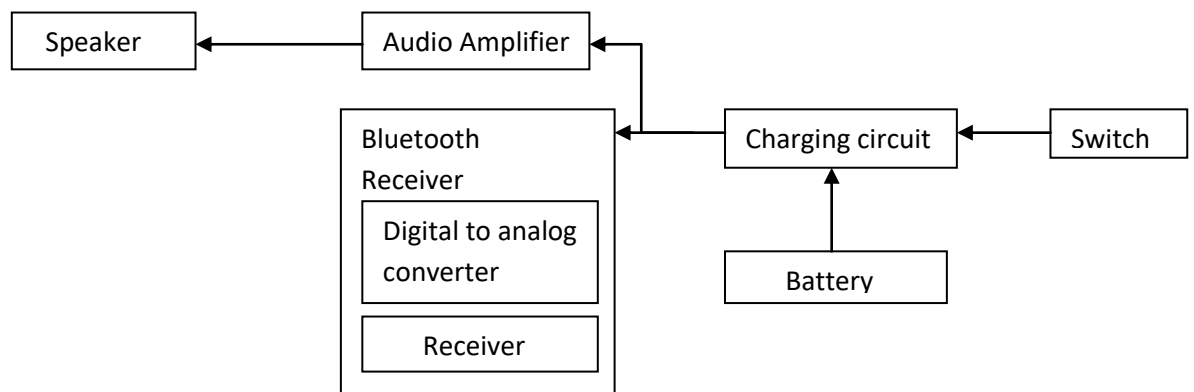 Speaker
Audio Amplifier
Bluetooth
Receiver
Digital to analog
converter
Receiver
Charging circuit
Switch
Battery